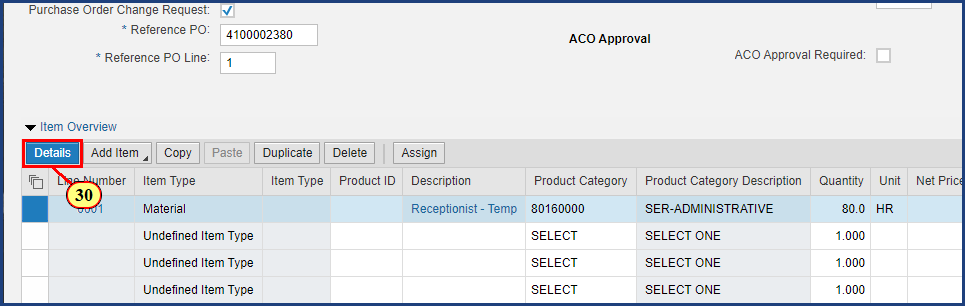 Purchase Order Change Request:
* Reference PO: 4100002380
* Reference PO Line: 1
ACO Approval
ACO Approval Required:
Item Overview
Details Add Item Copy Paste Duplicate Delete Assign
30
Line Number Item Type Item Type Product ID Description Product Category Product Category Description Quantity Unit Net Price
0001 Material Receptionist - Temp 80160000 SER-ADMINISTRATIVE 80.0 HR
Undefined Item Type SELECT SELECT ONE 1.000
Undefined Item Type SELECT SELECT ONE 1.000
Undefined Item Type SELECT SELECT ONE 1.000